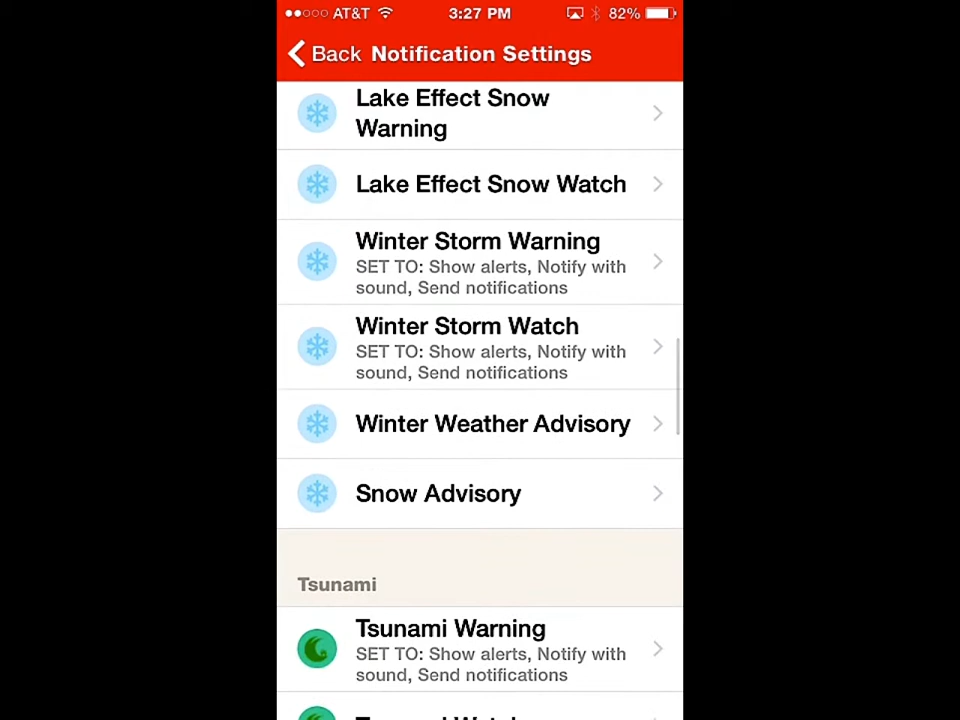 AT&T 3:27 PM 82%
Back Notification Settings
Lake Effect Snow
Warning
Lake Effect Snow Watch
Winter Storm Warning
SET TO: Show alerts, Notify with
sound, Send notifications
Winter Storm Watch
SET TO: Show alerts, Notify with
sound, Send notifications
Winter Weather Advisory
Snow Advisory
Tsunami
Tsunami Warning
SET TO: Show alerts, Notify with
sound, Send notifications